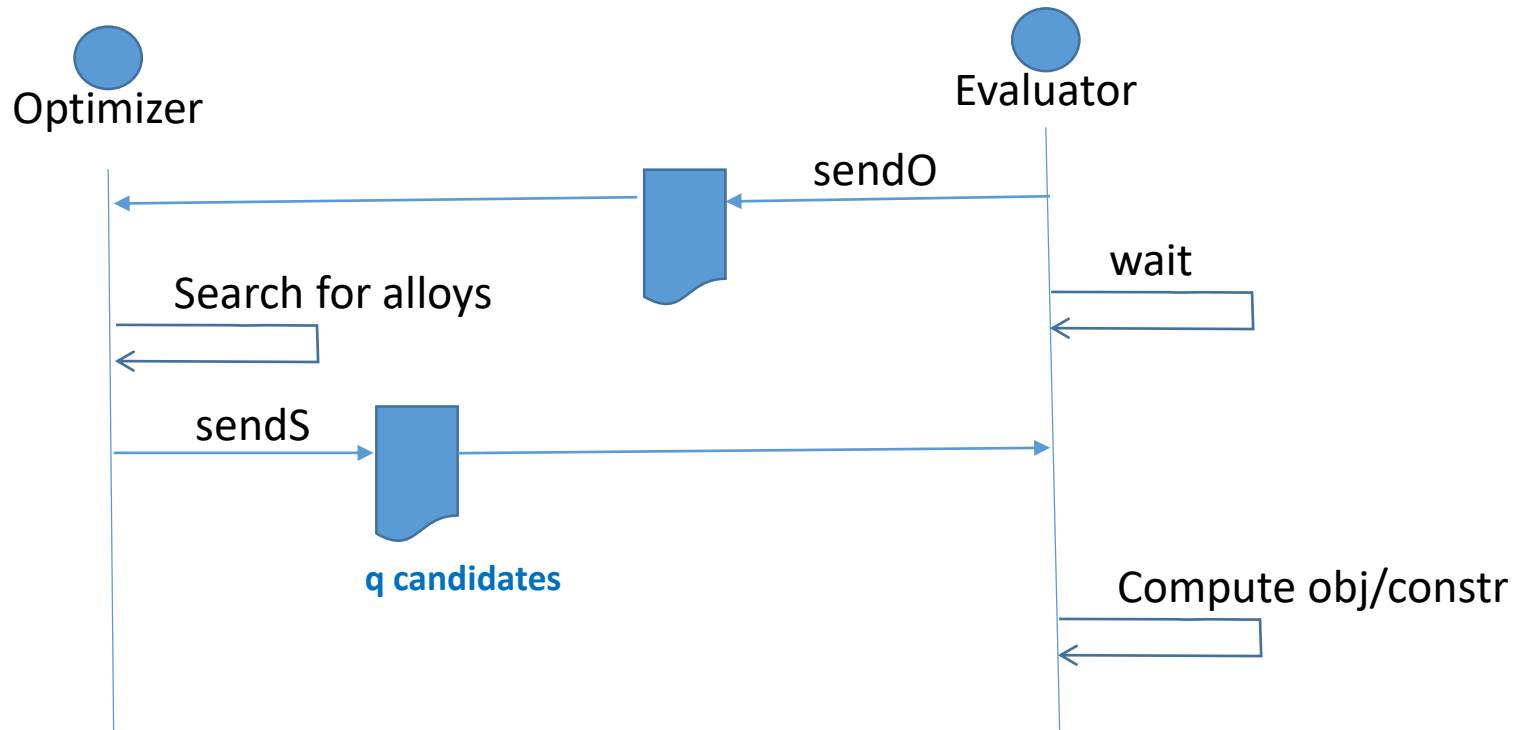 Optimizer
Evaluator
sendO
wait
Search for alloys
sendS
q candidates
Compute obj/constr